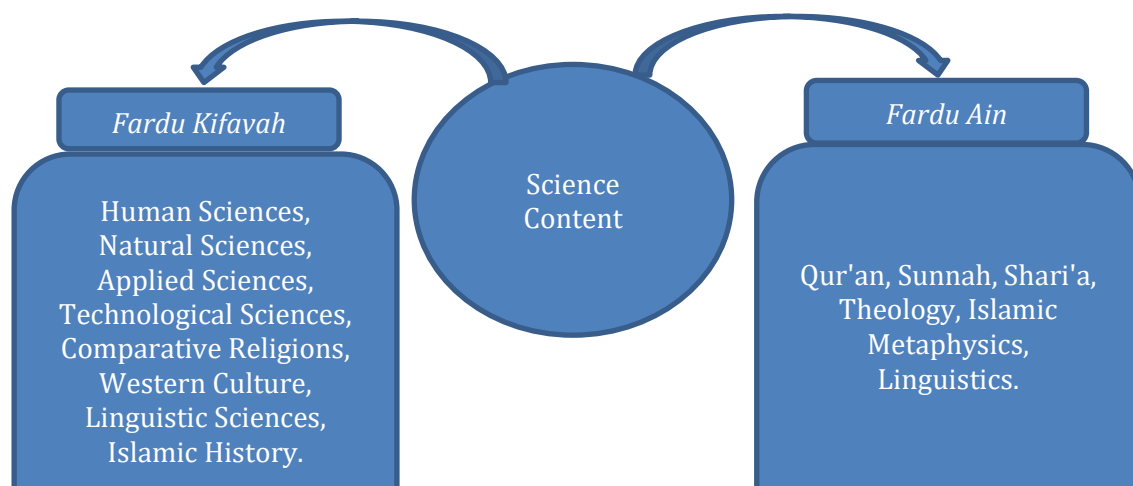 Fardu Kifavah
Human Sciences,
Natural Sciences,
Applied Sciences,
Technological Sciences,
Comparative Religions,
Western Culture,
Linguistic Sciences,
Islamic History.
Science
Content
Fardu Ain
Qur'an, Sunnah, Shari'a,
Theology, Islamic
Metaphysics,
Linguistics.